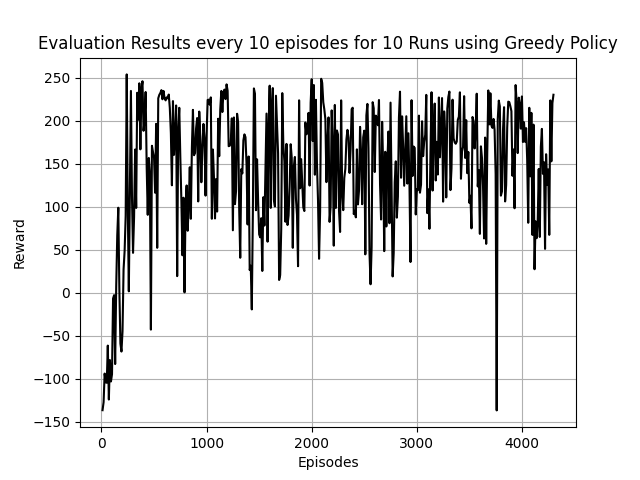 Evaluation Results every 10 episodes for 10 Runs using Greedy Policy
250
200
150
100
50
0
−50
−100
−150
Reward
0 1000 2000 3000 4000
Episodes